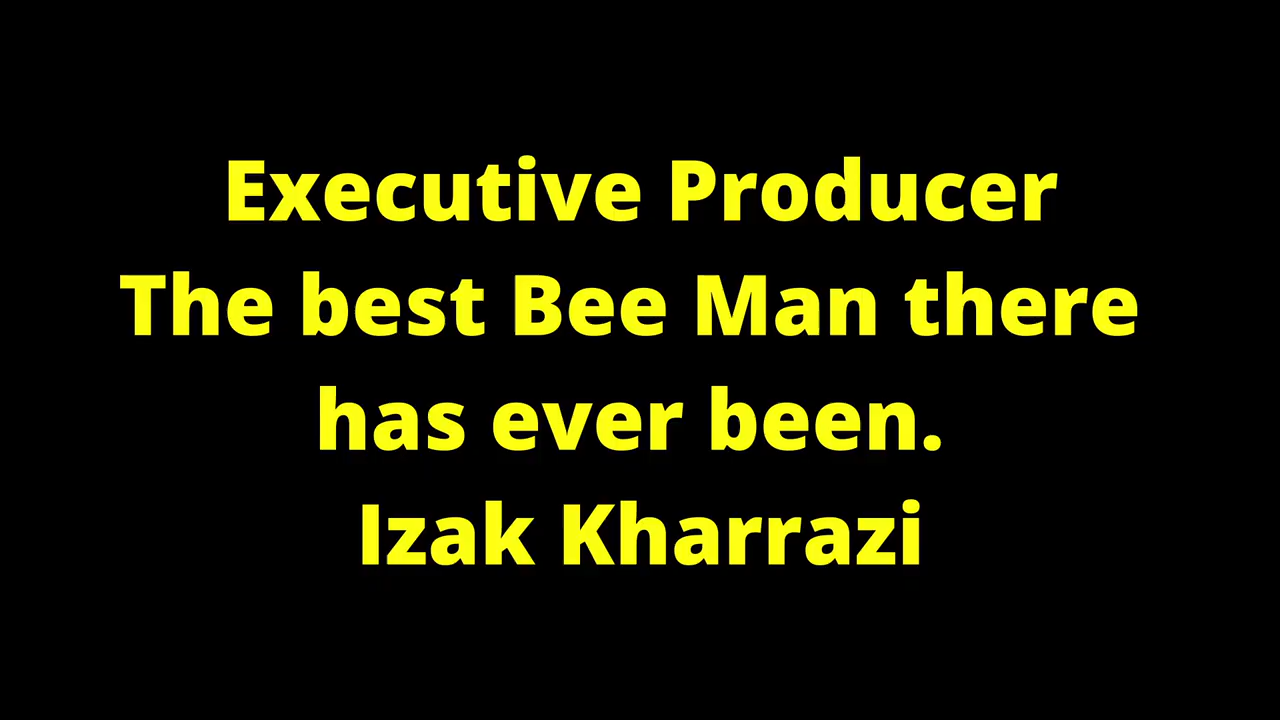 Executive Producer
The best Bee Man there
has ever been.
Izak Kharrazi